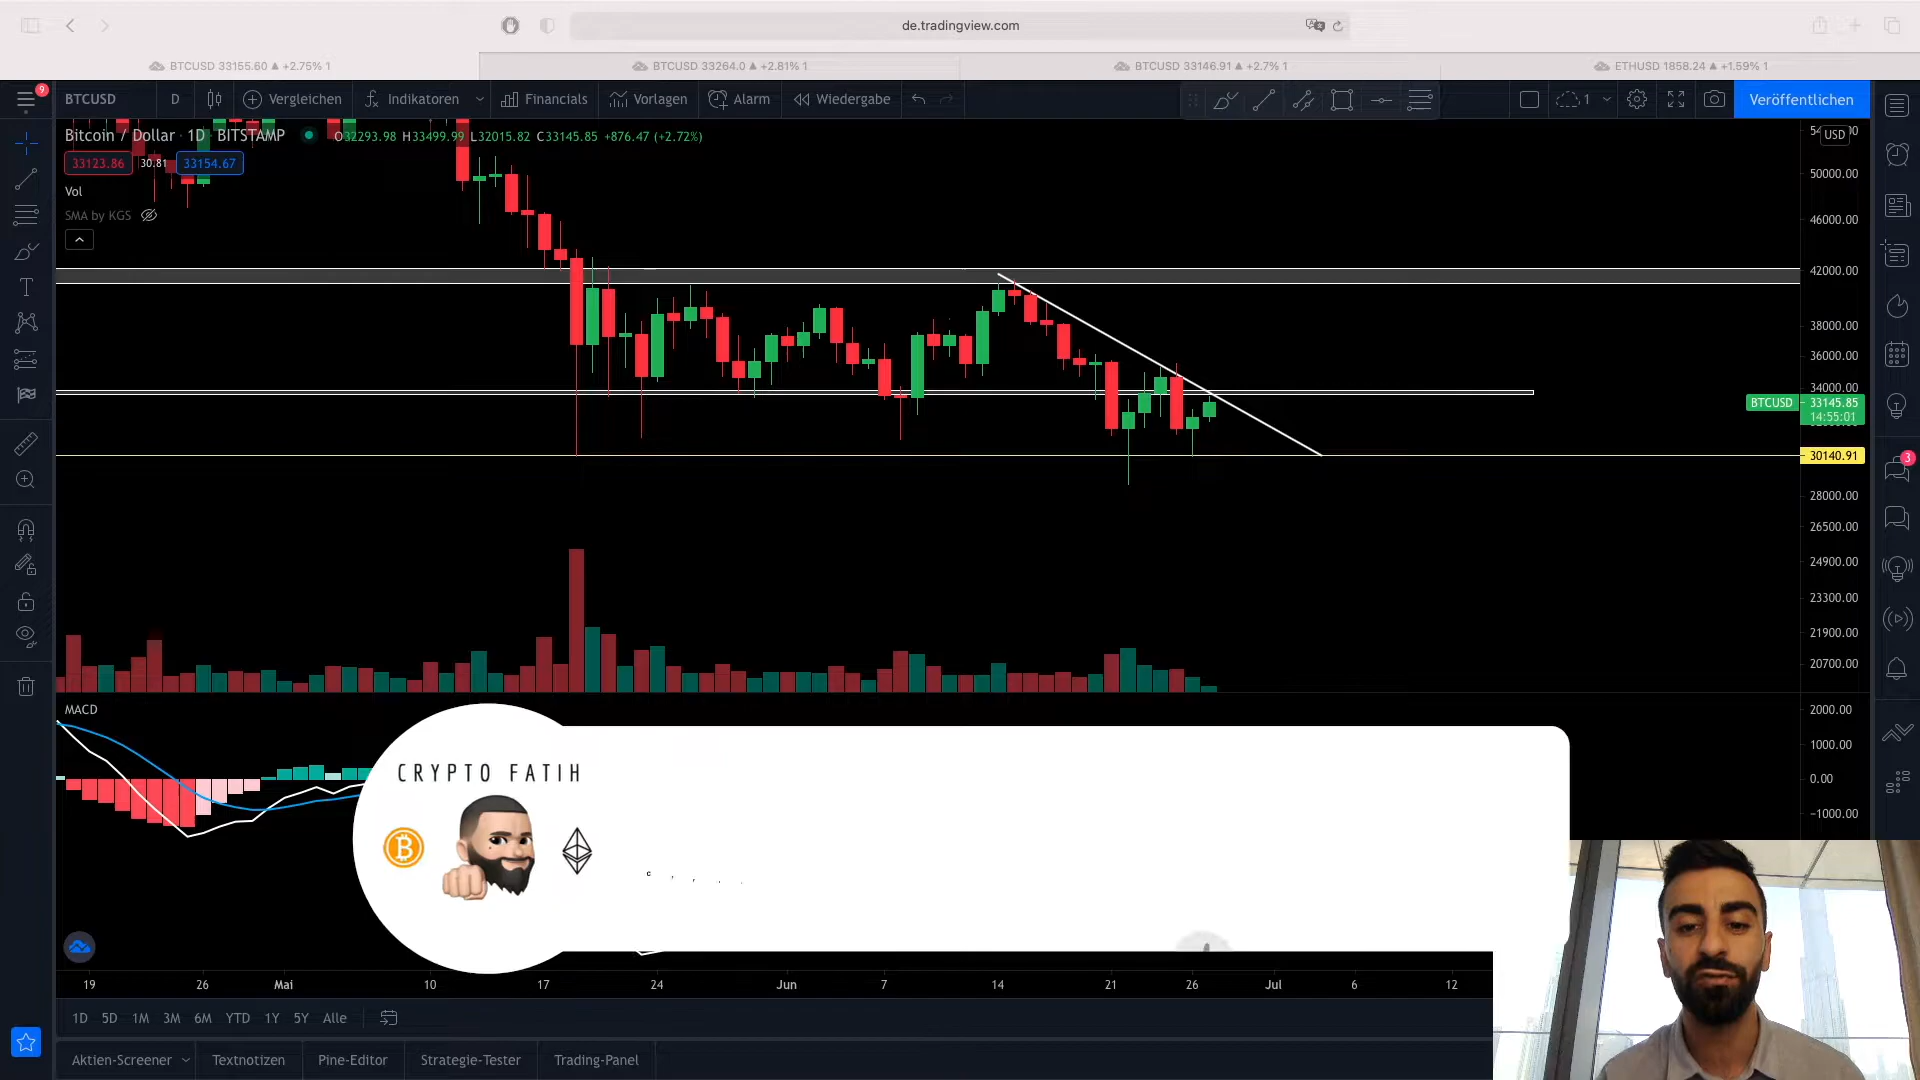 de.tradingview.com
BTCUSD 33155.60 ▲ +2.75% 1
BTCUSD 33264.0 ▲ +2.81% 1
BTCUSD 33146.91 ▲ +2.7% 1
ETHUSD 1858.24 ▲ +1.59% 1
9
BTCUSD
D
Vergleichen
Indikatoren
Financials
Vorlagen
Alarm
Wiedergabe
1
Veröffentlichen
Bitcoin / Dollar · 1D · BITSTAMP
O32293.98 H33499.99 L32015.82 C33145.85 +876.47 (+2.72%)
USD
33123.86
30.81
33154.67
Vol
SMA by KGS
50000.00
46000.00
42000.00
38000.00
36000.00
34000.00
BTCUSD
33145.85
14:55:01
30140.91
3
28000.00
26500.00
24900.00
23300.00
21900.00
20700.00
MACD
2000.00
1000.00
0.00
−1000.00
CRYPTO FATIH
19
26
Mai
10
17
24
Jun
7
14
21
26
Jul
6
12
1D
5D
1M
3M
6M
YTD
1Y
5Y
Alle
Aktien-Screener
Textnotizen
Pine-Editor
Strategie-Tester
Trading-Panel